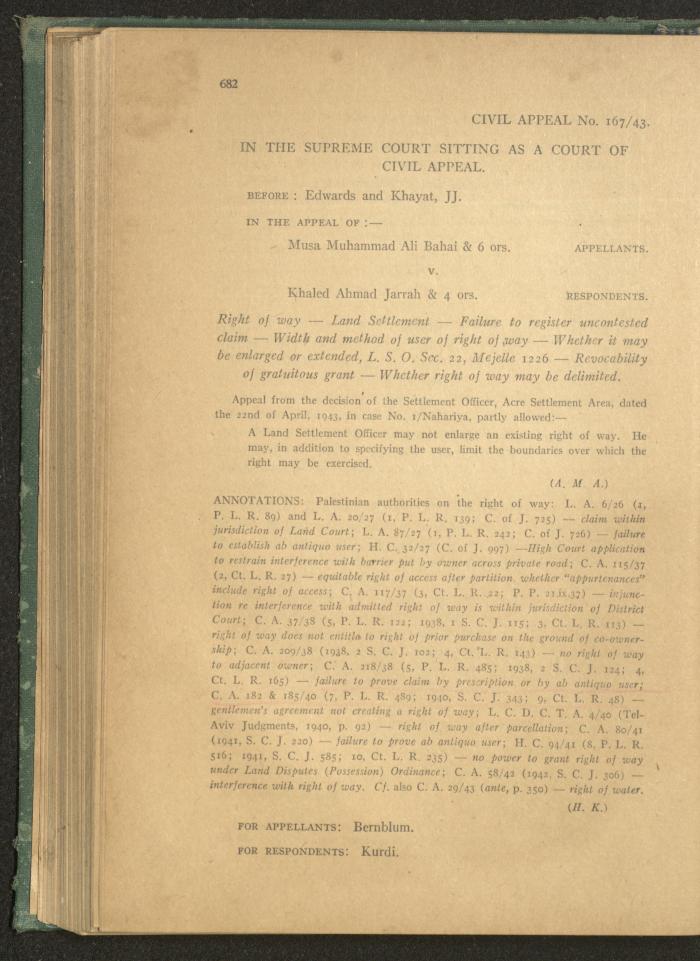 682
CIVIL APPEAL No. 167/43.
IN THE SUPREME COURT SITTING AS A COURT OF
CIVIL APPEAL.
BEFORE : Edwards and Khayat, JJ.
IN THE APPEAL OF :—
Musa Muhammad Ali Bahai & 6 ors. APPELLANTS.
v.
Khaled Ahmad Jarrah & 4 ors. RESPONDENTS.
Right of way — Land Settlement — Failure to register uncontested
claim — Width and method of user of right of way — Whether it may
be enlarged or extended, L. S. O. Sec. 22, Mejelle 1226 — Revocability
of gratuitous grant — Whether right of way may be delimited.
Appeal from the decision of the Settlement Officer, Acre Settlement Area, dated
the 22nd of April, 1943, in case No. 1/Nahariya, partly allowed:—
A Land Settlement Officer may not enlarge an existing right of way. He
may, in addition to specifying the user, limit the boundaries over which the
right may be exercised.
(A. M. A.)
ANNOTATIONS: Palestinian authorities on the right of way: L. A. 6/26 (1,
P. L. R. 89) and L. A. 20/27 (1, P. L. R. 139; C. of J. 725) — claim within
jurisdiction of Land Court; L. A. 87/27 (1, P. L. R. 242; C. of J. 726) — failure
to establish ab antiquo user; H. C. 32/27 (C. of J. 997) —High Court application
to restrain interference with barrier put by owner across private road; C. A. 115/37
(2, Ct. L. R. 27) — equitable right of access after partition, whether "appurtenances"
include right of access; C. A. 117/37 (3, Ct. L. R. 22; P. P. 21.ix.37) — injunc-
tion re interference with admitted right of way is within jurisdiction of District
Court; C. A. 37/38 (5, P. L. R. 122; 1938, 1 S. C. J. 115; 3, Ct. L. R. 113) —
right of way does not entitle to right of prior purchase on the ground of co-owner-
ship; C. A. 209/38 (1938, 2 S. C. J. 102; 4, Ct. L. R. 143) — no right of way
to adjacent owner; C. A. 218/38 (5, P. L. R. 485; 1938, 2 S. C. J. 124; 4,
Ct. L. R. 165) — failure to prove claim by prescription or by ab antiquo user;
C. A. 182 & 185/40 (7, P. L. R. 489; 1940, S. C. J. 343; 9, Ct. L. R. 48) —
gentlemen's agreement not creating a right of way; L. C. D. C. T. A. 4/40 (Tel-
Aviv Judgments, 1940, p. 92) — right of way after parcellation; C. A. 80/41
(1941, S. C. J. 220) — failure to prove ab antiquo user; H. C. 94/41 (8, P. L. R.
516; 1941, S. C. J. 585; 10, Ct. L. R. 235) — no power to grant right of way
under Land Disputes (Possession) Ordinance; C. A. 58/42 (1942, S. C. J. 306) —
interference with right of way. Cf. also C. A. 29/43 (ante, p. 350) — right of water.
(H. K.)
FOR APPELLANTS: Bernblum.
FOR RESPONDENTS: Kurdi.